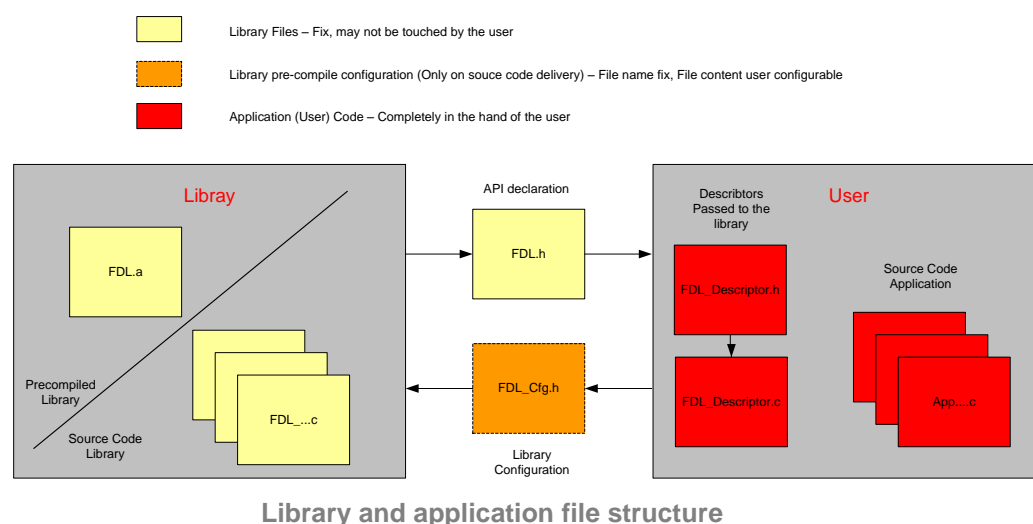 Library Files – Fix, may not be touched by the user
Library pre-compile configuration (Only on souce code delivery) – File name fix, File content user configurable
Application (User) Code – Completely in the hand of the user
Libray
API declaration
Describtors
Passed to the
library
User
FDL.a
FDL.h
FDL_Descriptor.h
Source Code
Application
Precompiled
Library
FDL_...c
FDL_Cfg.h
FDL_Descriptor.c
App....c
Source Code
Library
Library
Configuration
Library and application file structure